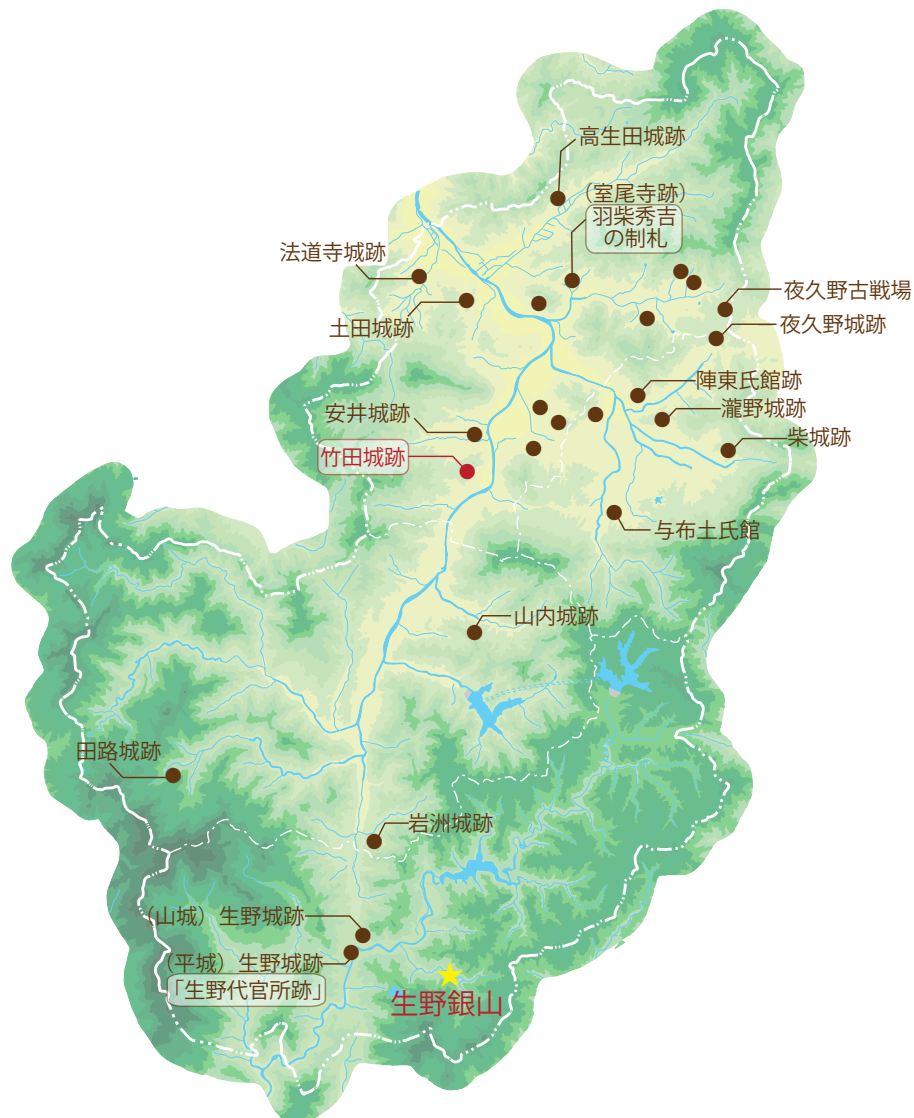 高生田城跡
（室尾寺跡）
羽柴秀吉
の制札
法道寺城跡
夜久野古戦場
土田城跡
夜久野城跡
陣東氏館跡
安井城跡
瀧野城跡
柴城跡
竹田城跡
与布土氏館
山内城跡
田路城跡
岩洲城跡
（山城）生野城跡
（平城）生野城跡
「生野代官所跡」
生野銀山